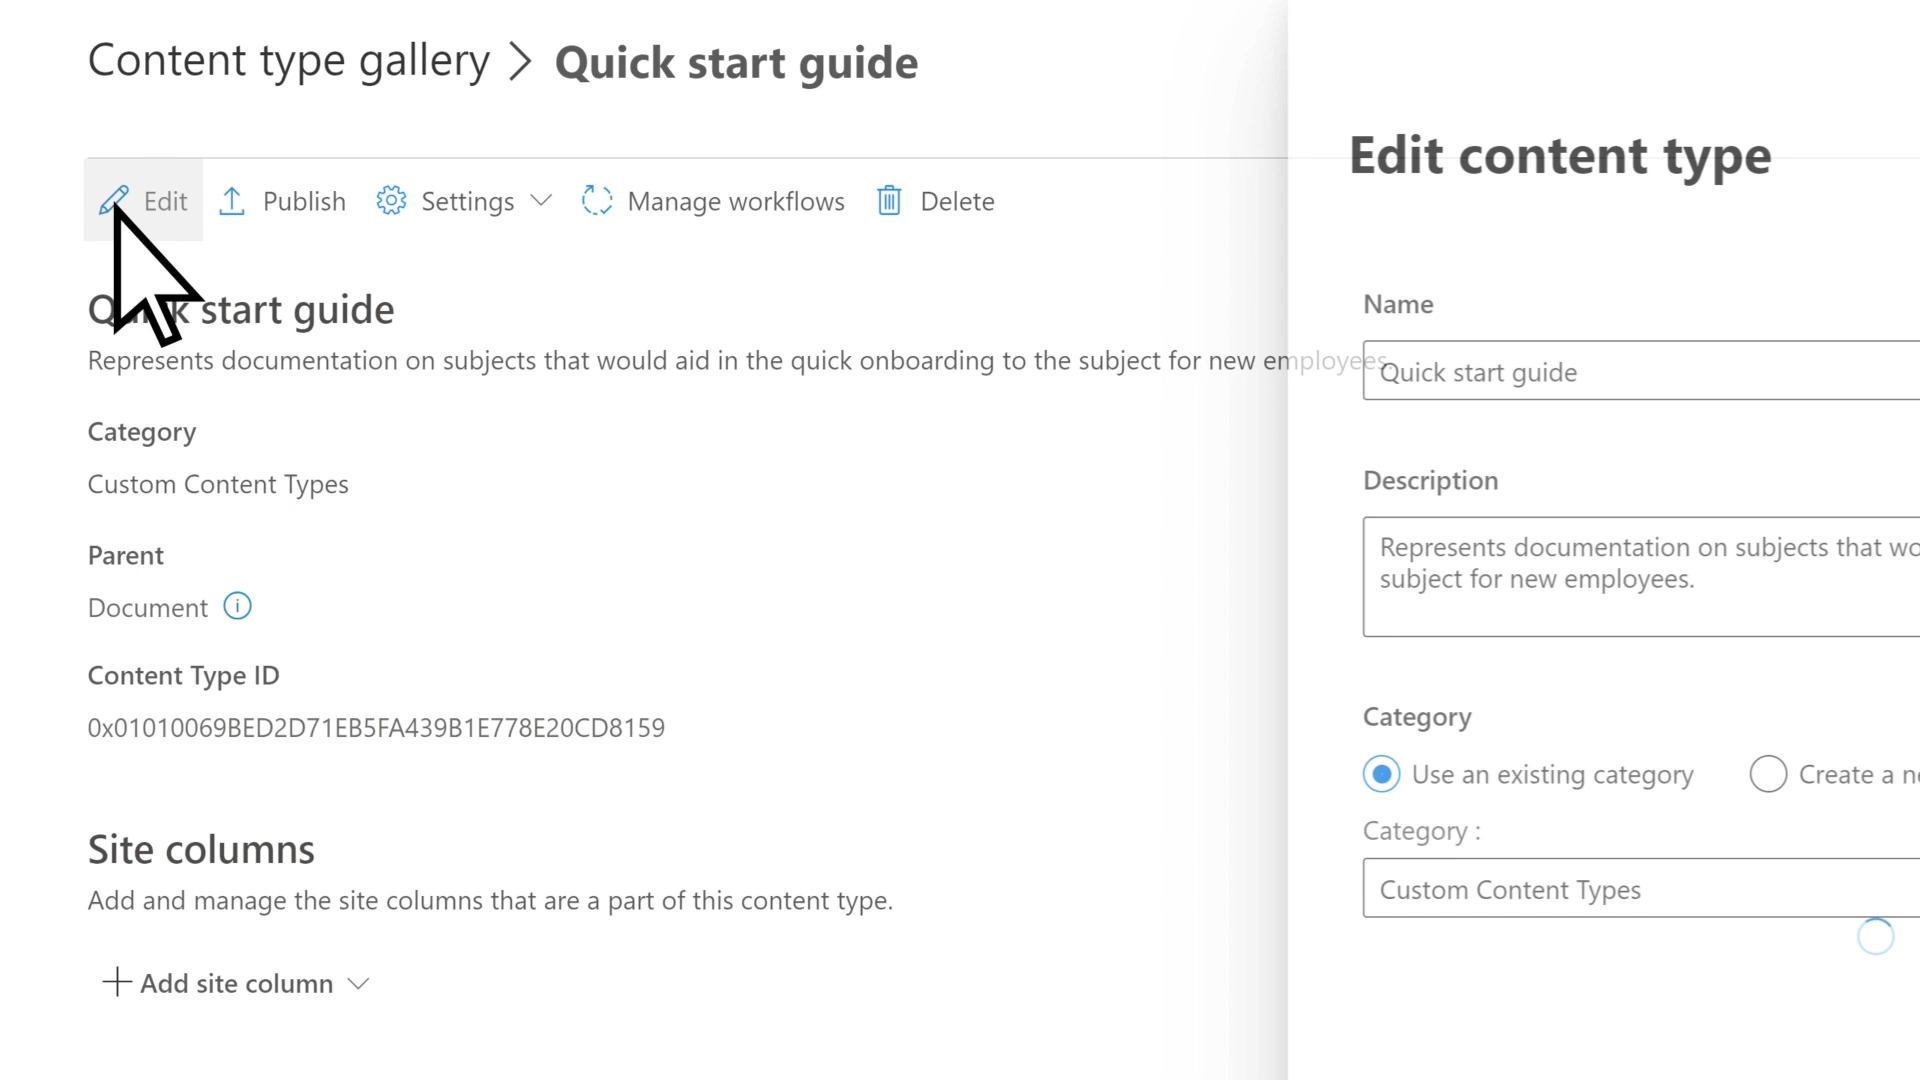 Content type gallery > Quick start guide
Edit Publish Settings Manage workflows Delete
Quick start guide
Represents documentation on subjects that would aid in the quick onboarding to the subject for new employees.
Category
Custom Content Types
Parent
Document
Content Type ID
0x01010069BED2D71EB5FA439B1E778E20CD8159
Site columns
Add and manage the site columns that are a part of this content type.
Add site column
Edit content type
Name
Quick start guide
Description
Represents documentation on subjects that
subject for new employees.
Category
Use an existing category Create a
Category :
Custom Content Types